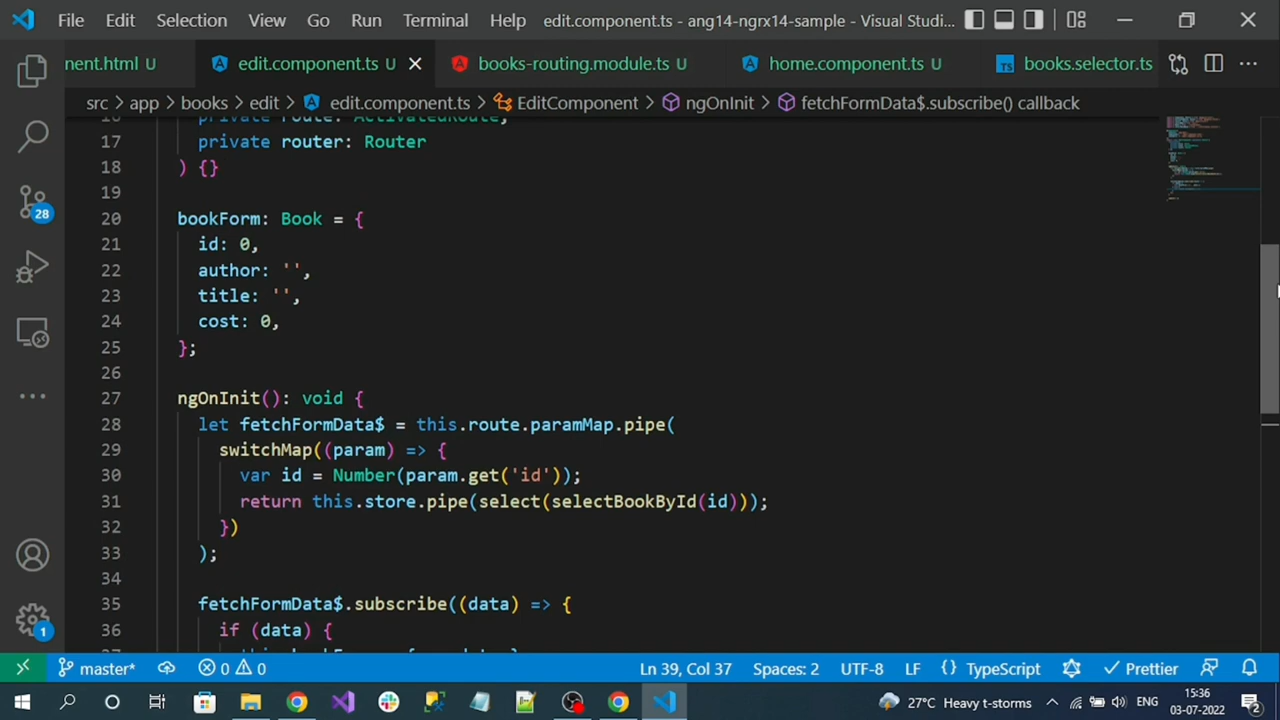 File Edit Selection View Go Run Terminal Help edit.component.ts - ang14-ngrx14-sample - Visual Studi...
nent.html U edit.component.ts U books-routing.module.ts U home.component.ts U TS books.selector.ts
src > app > books > edit > edit.component.ts > EditComponent > ngOnInit > fetchFormData$.subscribe() callback
16 private route: ActivatedRoute,
17 private router: Router
18 ) {}
19
20 bookForm: Book = {
21 id: 0,
22 author: '',
23 title: '',
24 cost: 0,
25 };
26
27 ngOnInit(): void {
28 let fetchFormData$ = this.route.paramMap.pipe(
29 switchMap((param) => {
30 var id = Number(param.get('id'));
31 return this.store.pipe(select(selectBookById(id)));
32 })
33 );
34
35 fetchFormData$.subscribe((data) => {
36 if (data) {
28
1
master* 0 0 Ln 39, Col 37 Spaces: 2 UTF-8 LF {} TypeScript Prettier
27°C Heavy t-storms ENG 15:36
03-07-2022 2